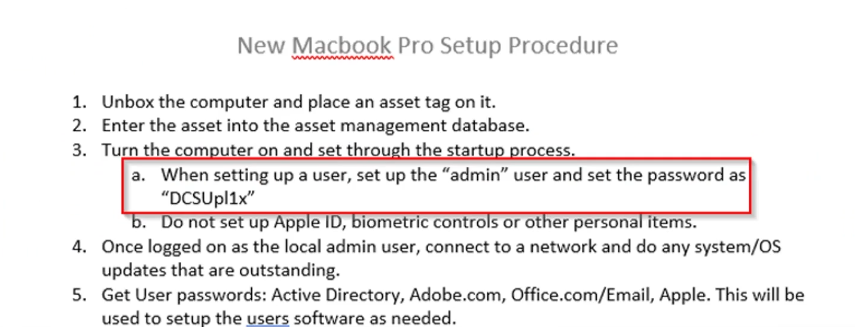 New Macbook Pro Setup Procedure
1. Unbox the computer and place an asset tag on it.
2. Enter the asset into the asset management database.
3. Turn the computer on and set through the startup process.
a. When setting up a user, set up the “admin” user and set the password as
“DCSUpl1x”
b. Do not set up Apple ID, biometric controls or other personal items.
4. Once logged on as the local admin user, connect to a network and do any system/OS
updates that are outstanding.
5. Get User passwords: Active Directory, Adobe.com, Office.com/Email, Apple. This will be
used to setup the users software as needed.